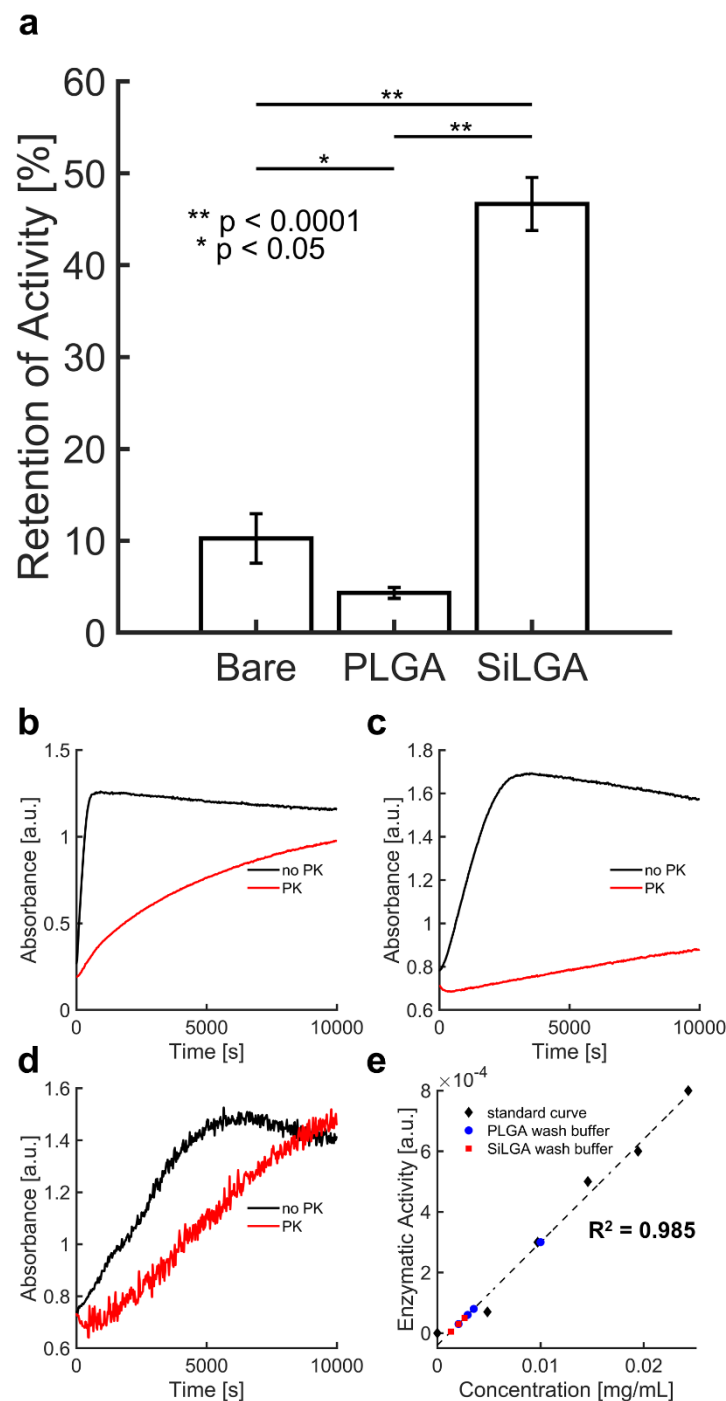 a
Retention of Activity [%]
60
50
40
30
20
10
0
**
**
*
** p < 0.0001
* p < 0.05
Bare PLGA SiLGA
b
Absorbance [a.u.]
1.5
1
0.5
0
no PK
PK
0 5000 10000
Time [s]
c
Absorbance [a.u.]
1.8
1.6
1.4
1.2
1
0.8
0.6
no PK
PK
0 5000 10000
Time [s]
d
Absorbance [a.u.]
1.6
1.4
1.2
1
0.8
0.6
no PK
PK
0 5000 10000
Time [s]
e
Enzymatic Activity [a.u.]
×10⁻⁴
8
6
4
2
0
standard curve
PLGA wash buffer
SiLGA wash buffer
R² = 0.985
0 0.01 0.02
Concentration [mg/mL]